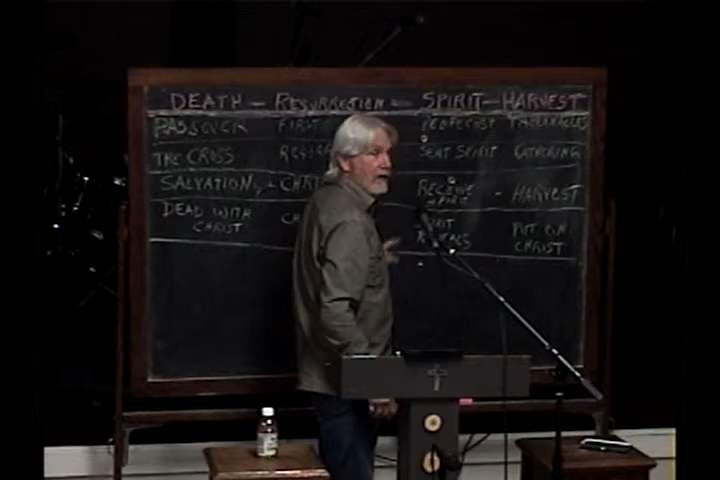 DEATH - RESURRECTION - SPIRIT - HARVEST
PASSOVER FIRST PENTECOST TABERNACLES
THE CROSS SENT SPIRIT GATHERING
SALVATION - RECEIVE SPIRIT - HARVEST
DEAD WITH CHRIST REVEALS PUT ON CHRIST